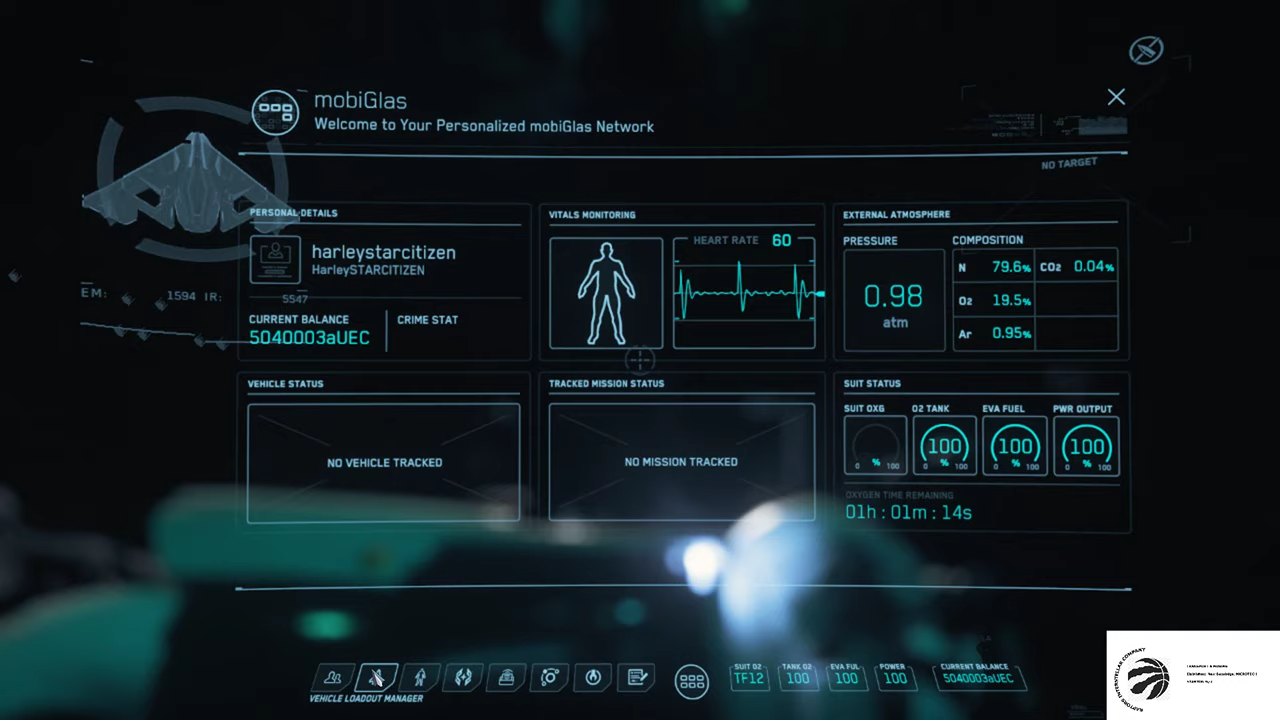 mobiGlas
Welcome to Your Personalized mobiGlas Network
NO TARGET
PERSONAL DETAILS
harleystarcitizen
HarleySTARCITIZEN
EM: 1594 IR: 5547
CURRENT BALANCE
5040003aUEC
CRIME STAT
VITALS MONITORING
HEART RATE 60
EXTERNAL ATMOSPHERE
PRESSURE
0.98
atm
COMPOSITION
N 79.6% CO2 0.04%
O2 19.5%
Ar 0.95%
VEHICLE STATUS
NO VEHICLE TRACKED
TRACKED MISSION STATUS
NO MISSION TRACKED
SUIT STATUS
SUIT OXG O2 TANK EVA FUEL PWR OUTPUT
100 100 100
% % % %
0 100 0 100 0 100 0 100
OXYGEN TIME REMAINING
01h : 01m : 14s
VEHICLE LOADOUT MANAGER
SUIT O2 TANK O2 EVA FUL POWER CURRENT BALANCE
TF12 100 100 100 5040003aUEC
RAPTORS INTERSTELLAR COMPANY